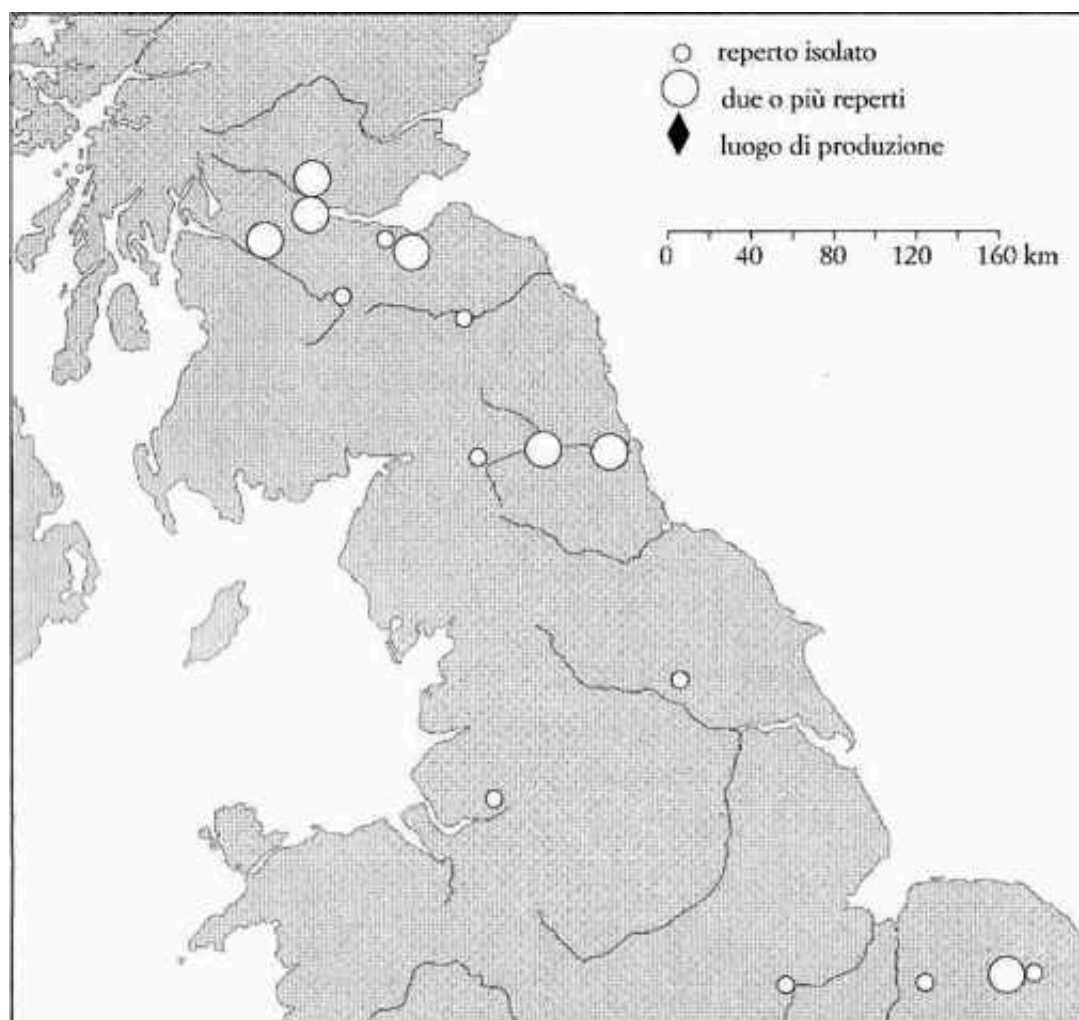 reperto isolato
due o più reperti
luogo di produzione
0 40 80 120 160 km